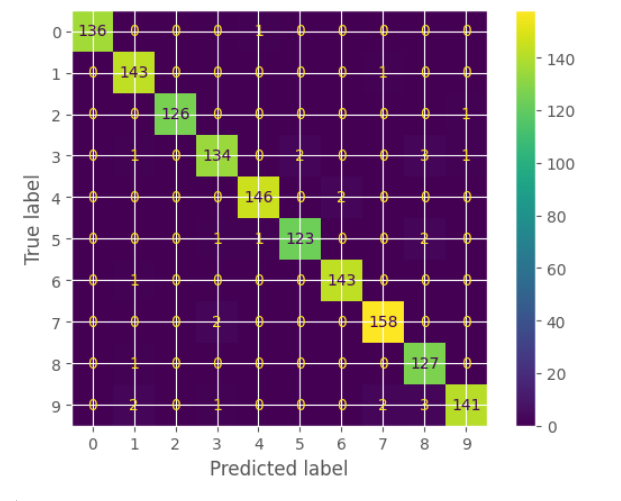 0 136 0 0 0 1 0 0 0 0 0
1 0 143 0 0 0 0 0 1 0 0
2 0 0 126 0 0 0 0 0 0 1
3 0 1 0 134 0 2 0 0 3 1
4 0 0 0 0 146 0 2 0 0 0
5 0 0 0 1 1 123 0 0 2 0
6 0 1 0 0 0 0 143 0 0 0
7 0 0 0 2 0 0 0 158 0 0
8 0 1 0 0 0 0 0 0 127 0
9 0 2 0 1 0 0 0 2 3 141
0 1 2 3 4 5 6 7 8 9
Predicted label
True label
140
120
100
80
60
40
20
0